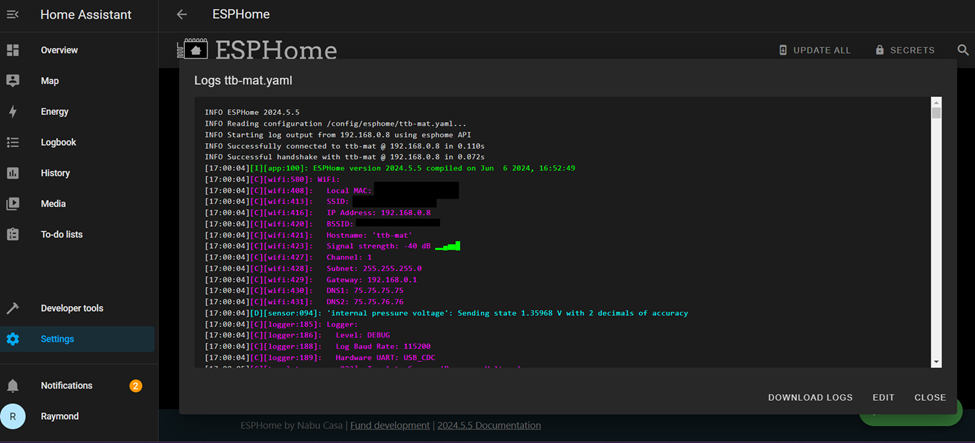 Home Assistant
ESPHome
Overview
Map
Energy
Logbook
History
Media
To-do lists
Developer tools
Settings
Notifications
2
R
Raymond
ESPHome
UPDATE ALL
SECRETS
Logs ttb-mat.yaml
INFO ESPHome 2024.5.5
INFO Reading configuration /config/esphome/ttb-mat.yaml...
INFO Starting log output from 192.168.0.8 using esphome API
INFO Successfully connected to ttb-mat @ 192.168.0.8 in 0.110s
INFO Successful handshake with ttb-mat @ 192.168.0.8 in 0.072s
[17:00:04][I][app:100]: ESPHome version 2024.5.5 compiled on Jun  6 2024, 16:52:49
[17:00:04][C][wifi:580]: WiFi:
[17:00:04][C][wifi:408]:   Local MAC:
[17:00:04][C][wifi:413]:   SSID:
[17:00:04][C][wifi:416]:   IP Address: 192.168.0.8
[17:00:04][C][wifi:420]:   BSSID:
[17:00:04][C][wifi:421]:   Hostname: 'ttb-mat'
[17:00:04][C][wifi:423]:   Signal strength: -40 dB
[17:00:04][C][wifi:427]:   Channel: 1
[17:00:04][C][wifi:428]:   Subnet: 255.255.255.0
[17:00:04][C][wifi:429]:   Gateway: 192.168.0.1
[17:00:04][C][wifi:430]:   DNS1: 75.75.75.75
[17:00:04][C][wifi:431]:   DNS2: 75.75.76.76
[17:00:04][D][sensor:094]: 'internal pressure voltage': Sending state 1.35968 V with 2 decimals of accuracy
[17:00:04][C][logger:185]: Logger:
[17:00:04][C][logger:186]:   Level: DEBUG
[17:00:04][C][logger:188]:   Log Baud Rate: 115200
[17:00:04][C][logger:189]:   Hardware UART: USB_CDC
DOWNLOAD LOGS
EDIT
CLOSE
ESPHome by Nabu Casa | Fund development | 2024.5.5 Documentation